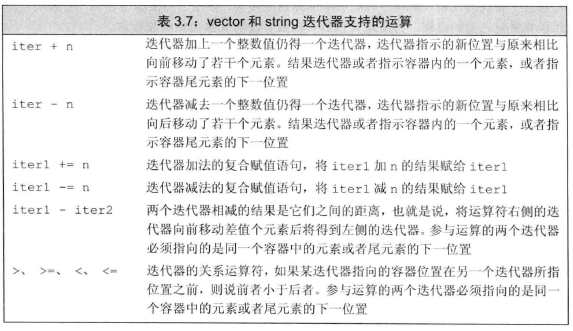 表 3.7：vector 和 string 迭代器支持的运算
iter + n 迭代器加上一个整数值仍得一个迭代器，迭代器指示的新位置与原来相比
向前移动了若干个元素。结果迭代器或者指示容器内的一个元素，或者指
示容器尾元素的下一位置
iter - n 迭代器减去一个整数值仍得一个迭代器，迭代器指示的新位置与原来相比
向后移动了若干个元素。结果迭代器或者指示容器内的一个元素，或者指
示容器尾元素的下一位置
iter1 += n 迭代器加法的复合赋值语句，将 iter1 加 n 的结果赋给 iter1
iter1 -= n 迭代器减法的复合赋值语句，将 iter1 减 n 的结果赋给 iter1
iter1 - iter2 两个迭代器相减的结果是它们之间的距离，也就是说，将运算符右侧的迭
代器向前移动差值个元素后将得到左侧的迭代器。参与运算的两个迭代器
必须指向的是同一个容器中的元素或者尾元素的下一位置
>、 >=、 <、 <= 迭代器的关系运算符，如果某迭代器指向的容器位置在另一个迭代器所指
位置之前，则说前者小于后者。参与运算的两个迭代器必须指向的是同一
个容器中的元素或者尾元素的下一位置